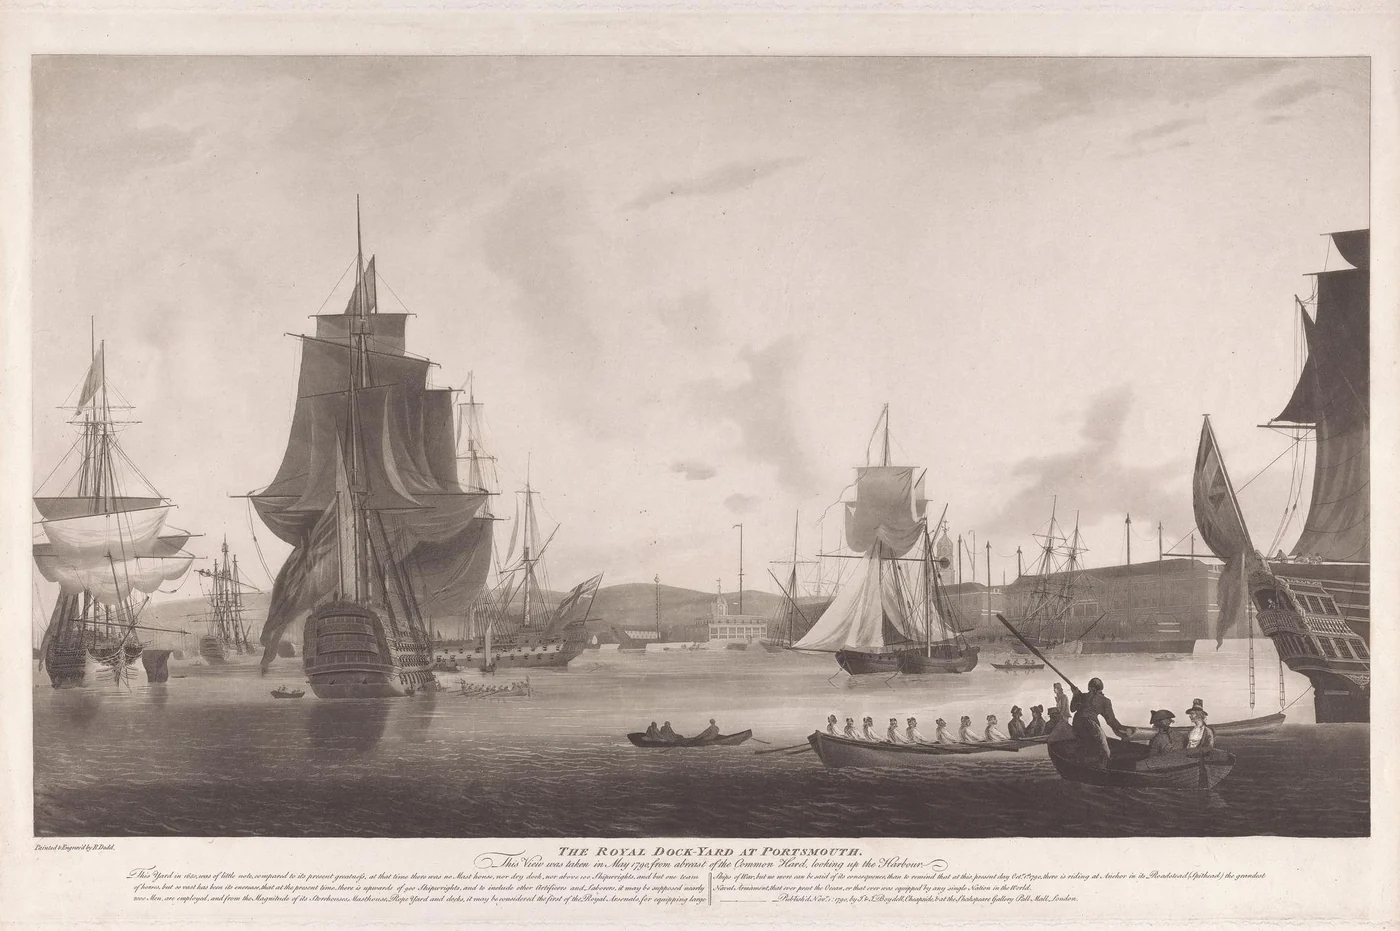 Painted & Engrav'd by R. Dodd.
THE ROYAL DOCK-YARD AT PORTSMOUTH.
This View was taken in May 1790, from abreast of the Common Hard, looking up the Harbour.
This Yard in 1650, was of little note, compared to its present greatness, at that time there was no Mast house, nor dry dock, nor above 100 Shipwrights, and but one team
of horses, but so vast has been its encrease, that at the present time, there is upwards of 900 Shipwrights, and to include other Artificers and Labourers, it may be supposed nearly
2000 Men, are employed, and from the Magnitude of its Storehouses, Masthouse, Rope Yard and docks, it may be considered the first of the Royal Arsenals, for equipping large
Ships of War, but no more can be said of its consequence, than to remind that at this present day Octr. 1790, there is riding at Anchor in its Roadstead (Spithead) the grandest
Naval Armament, that ever grac'd the Ocean, or that ever was equipped by any single Nation in the World.
Publish'd Novr. 1: 1790, by J. & J. Boydell, Cheapside, & at the Shakspeare Gallery Pall Mall, London.